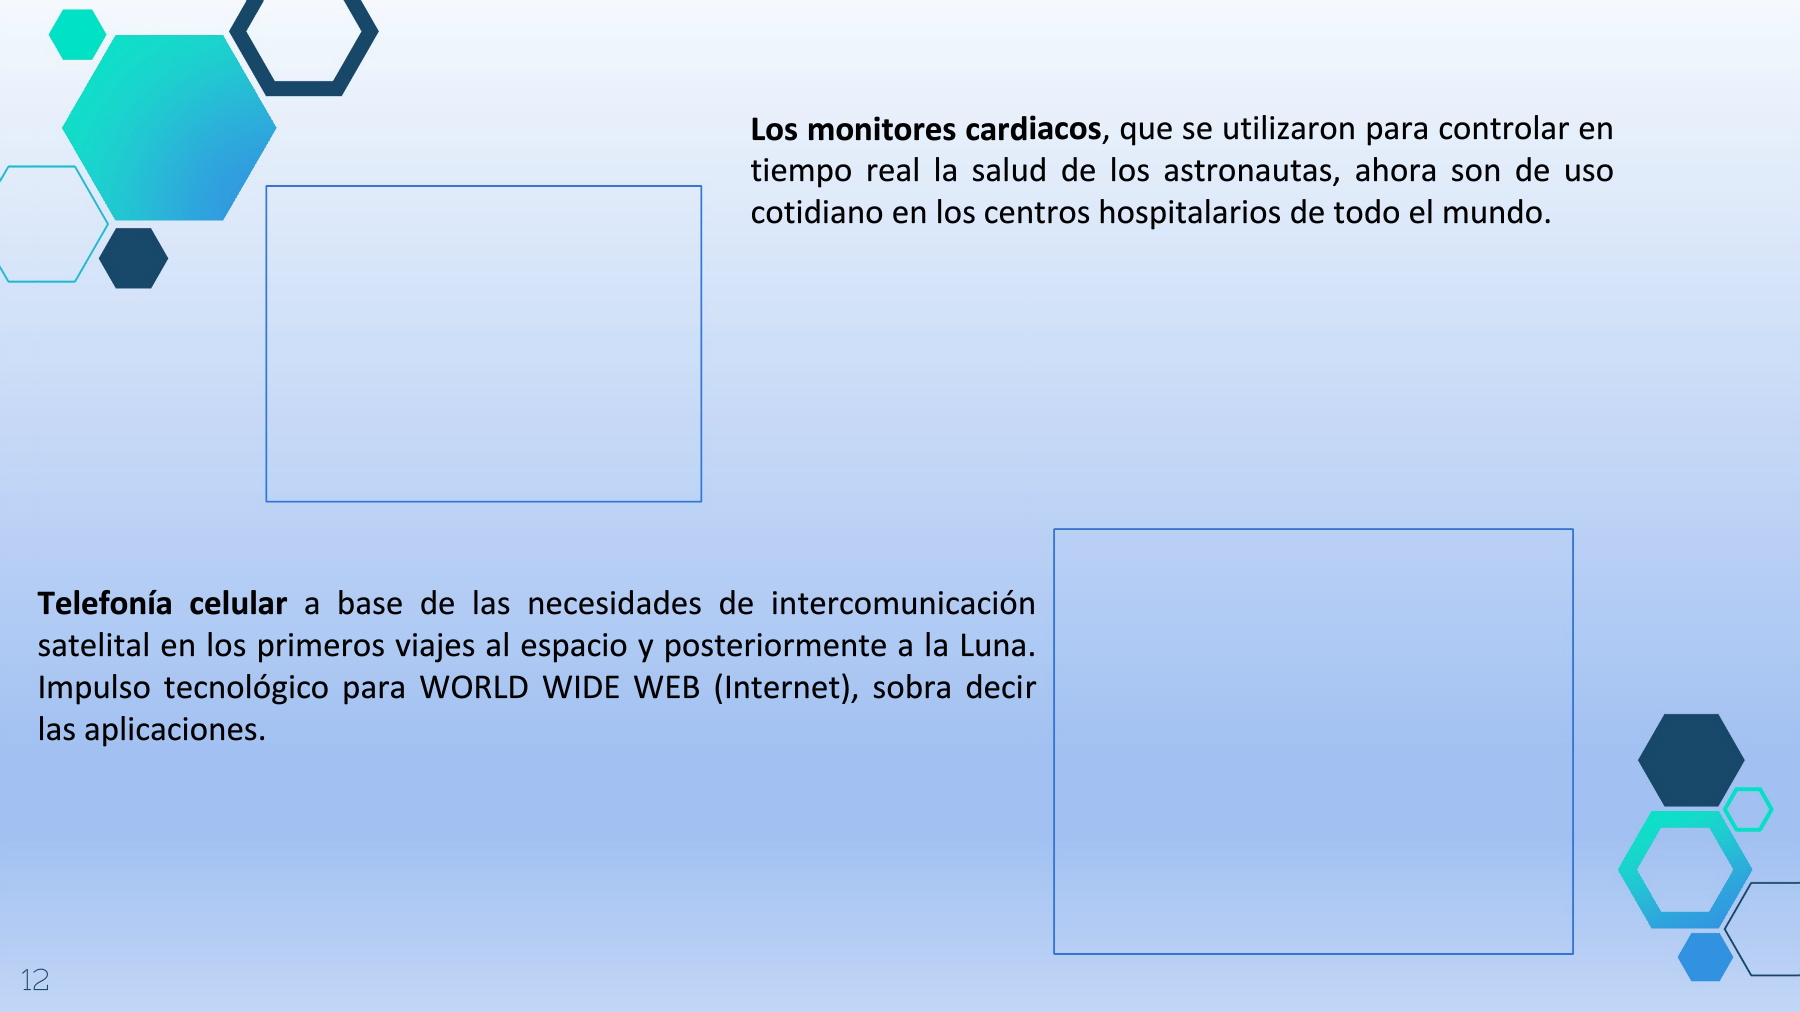 Los monitores cardiacos, que se utilizaron para controlar en
tiempo real la salud de los astronautas, ahora son de uso
cotidiano en los centros hospitalarios de todo el mundo.
Telefonía celular a base de las necesidades de intercomunicación
satelital en los primeros viajes al espacio y posteriormente a la Luna.
Impulso tecnológico para WORLD WIDE WEB (Internet), sobra decir
las aplicaciones.
12